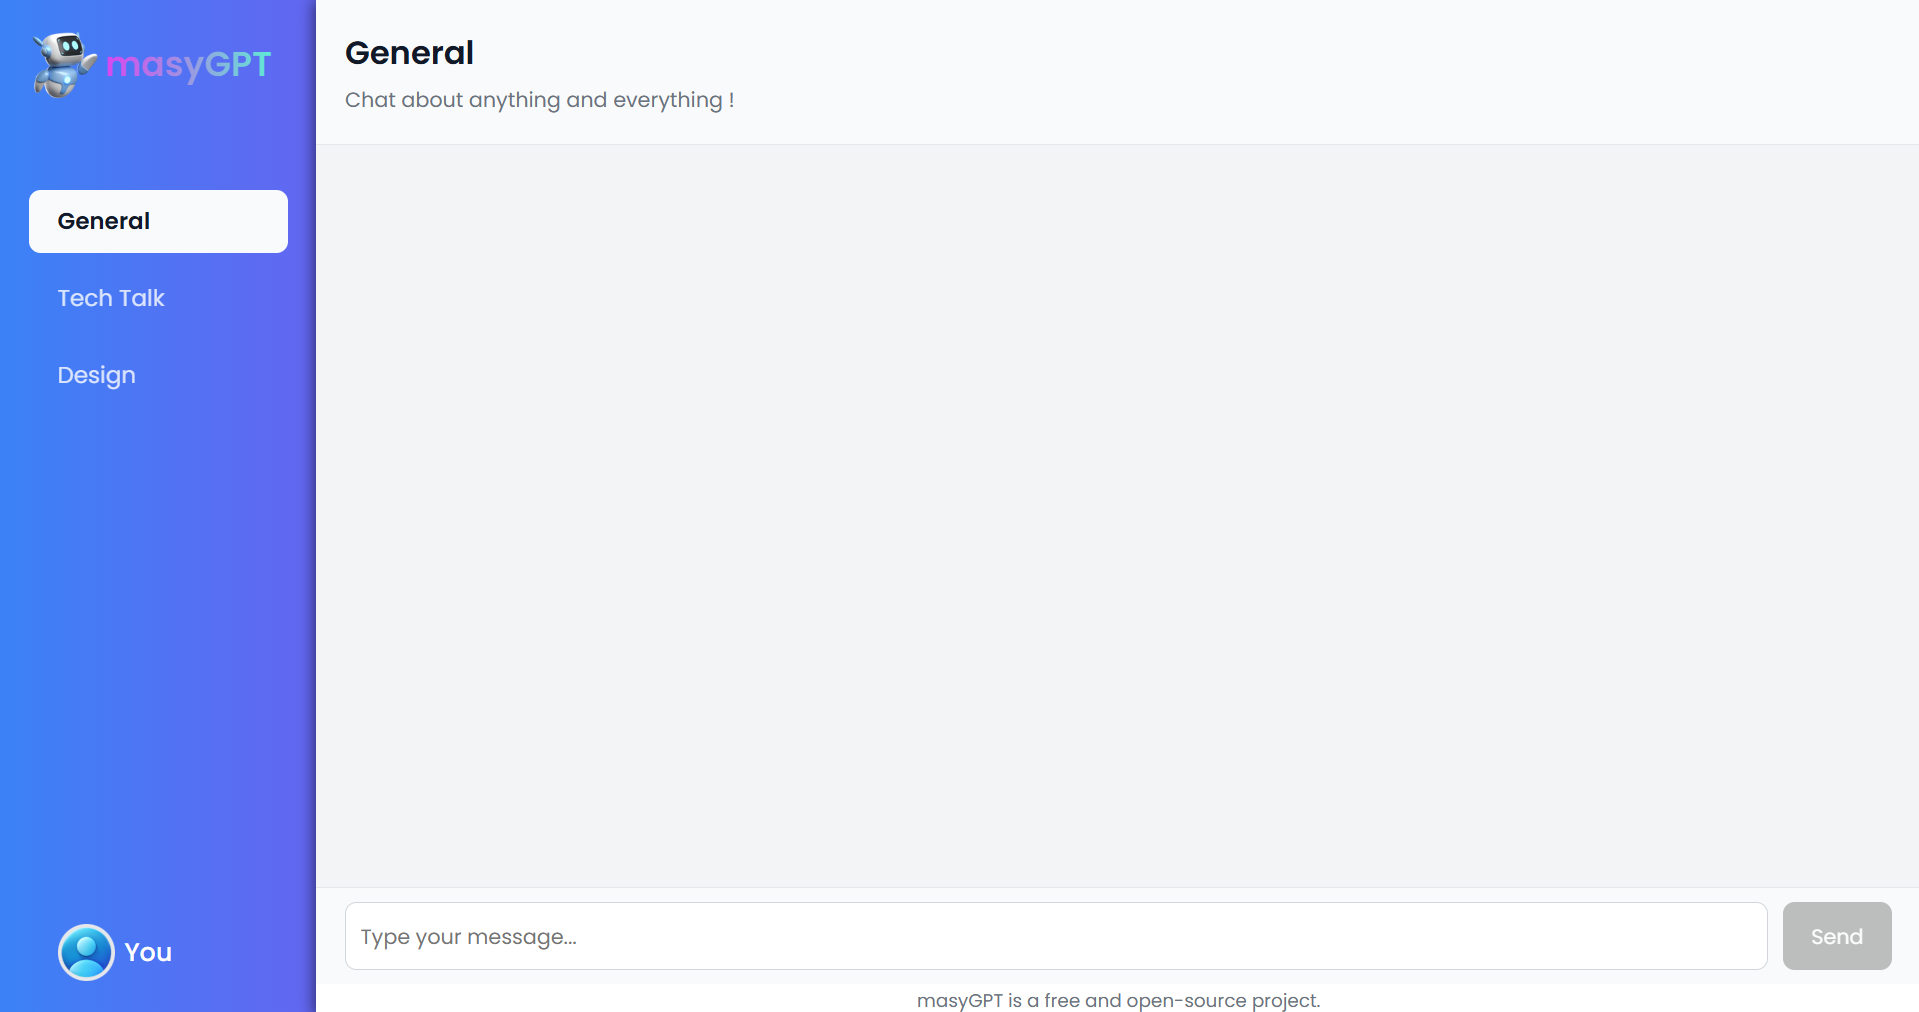 masyGPT
General
Tech Talk
Design
You
General
Chat about anything and everything !
Type your message...
Send
masyGPT is a free and open-source project.